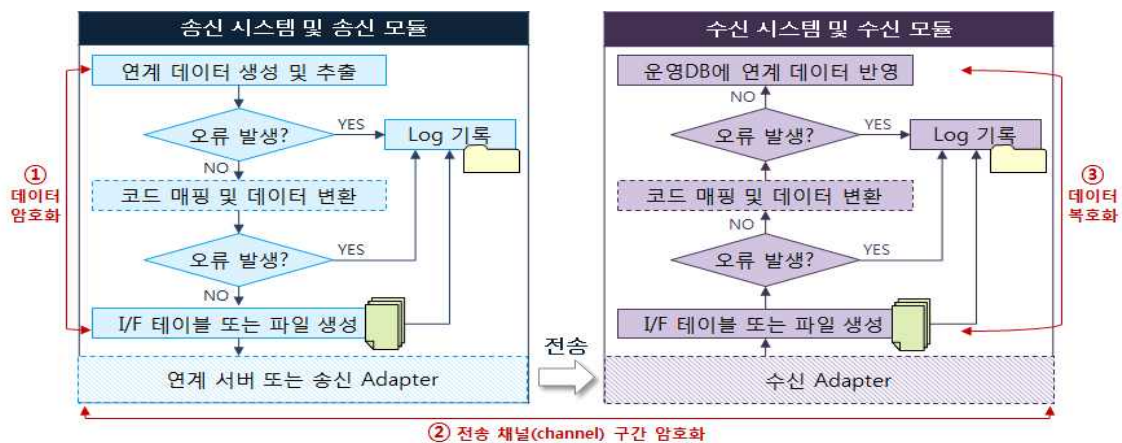 송신 시스템 및 송신 모듈
연계 데이터 생성 및 추출
오류 발생?
YES
Log 기록
NO
코드 매핑 및 데이터 변환
오류 발생?
YES
NO
I/F 테이블 또는 파일 생성
연계 서버 또는 송신 Adapter
① 
데이터
암호화
전송
수신 시스템 및 수신 모듈
운영DB에 연계 데이터 반영
NO
오류 발생?
YES
Log 기록
코드 매핑 및 데이터 변환
NO
오류 발생?
YES
I/F 테이블 또는 파일 생성
수신 Adapter
③
데이터
복호화
② 전송 채널(channel) 구간 암호화